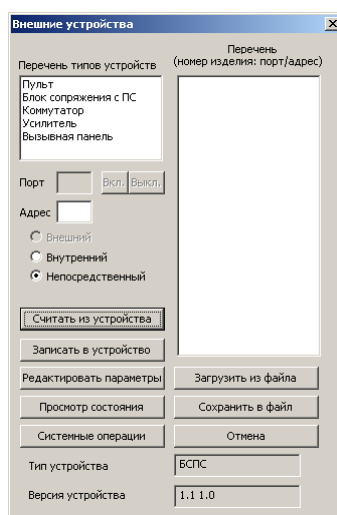 Внешние устройства
Перечень типов устройств
Пульт
Блок сопряжения с ПС
Коммутатор
Усилитель
Вызывная панель
Перечень
(номер изделия: порт/адрес)
Порт
Вкл. Выкл.
Адрес
Внешний
Внутренний
Непосредственный
Считать из устройства
Записать в устройство
Редактировать параметры
Загрузить из файла
Просмотр состояния
Сохранить в файл
Системные операции
Отмена
Тип устройства
БСПС
Версия устройства
1.1 1.0